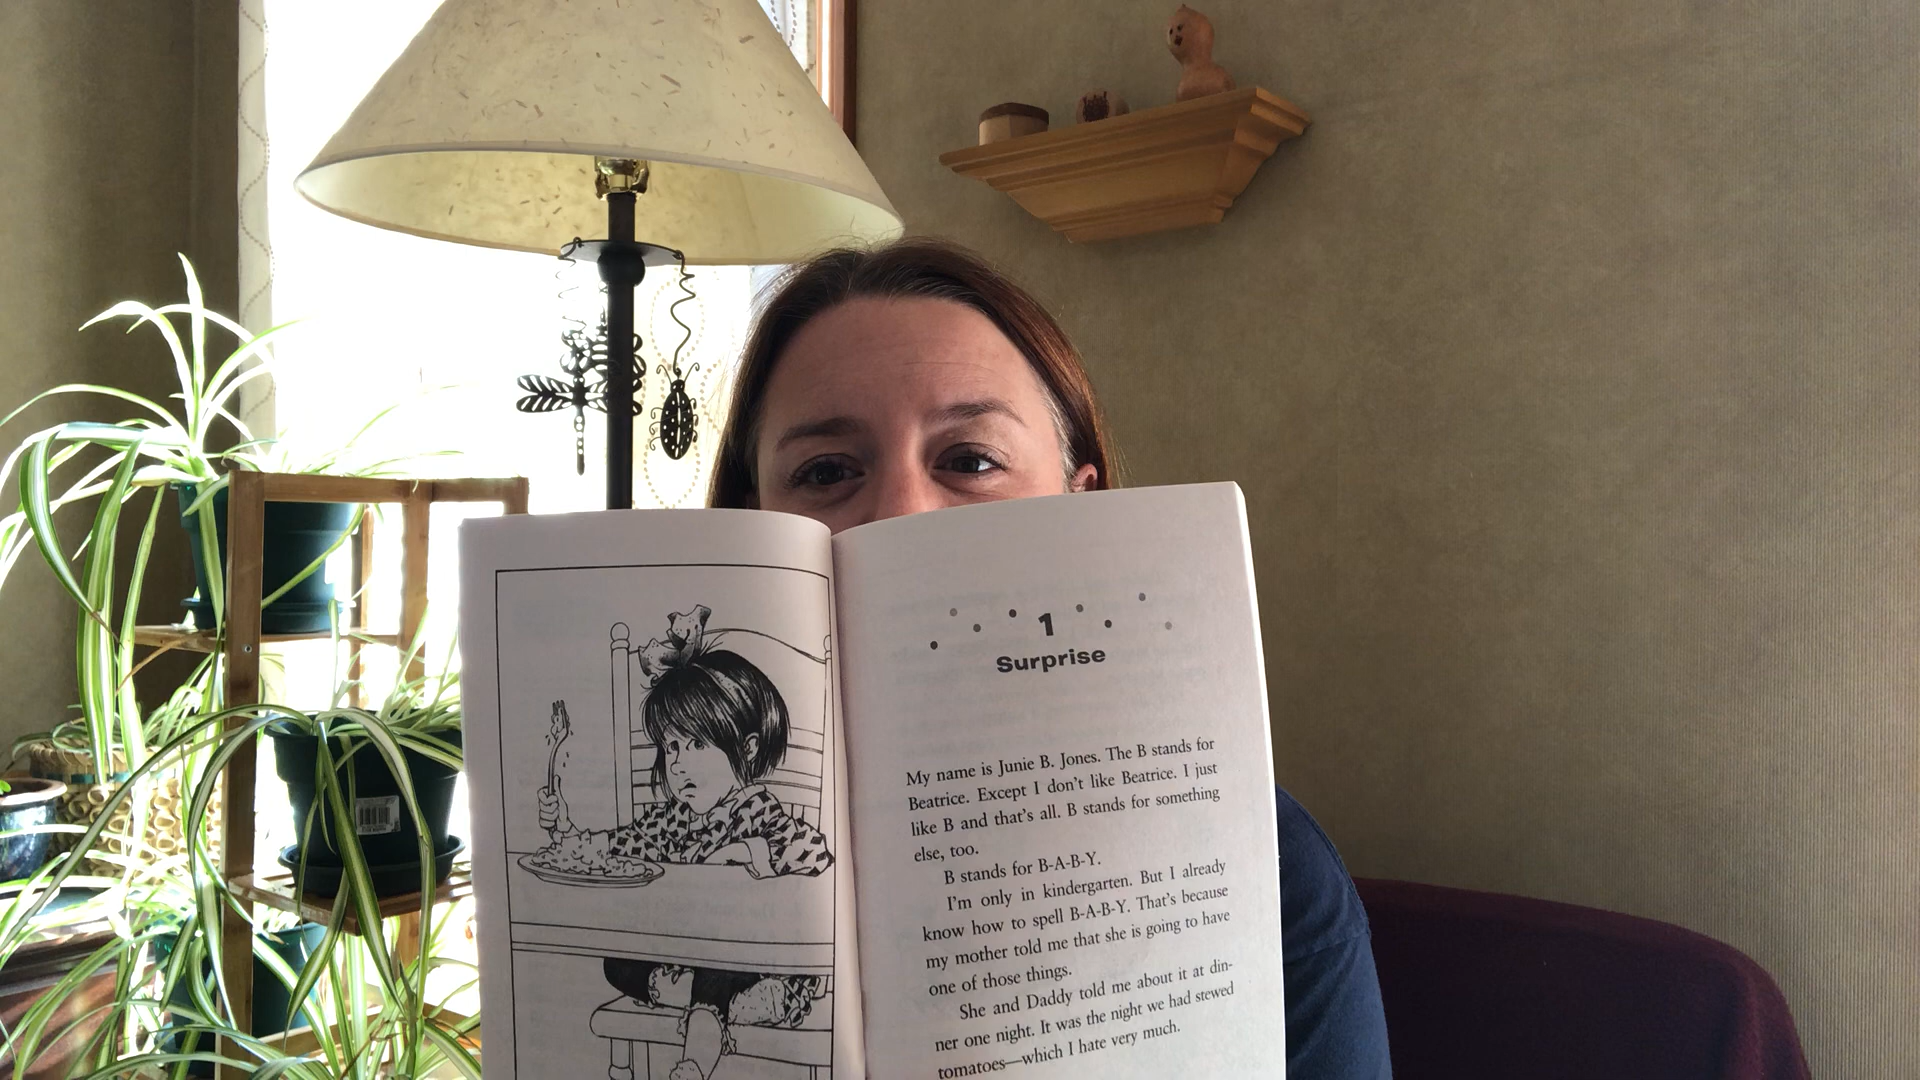 1
Surprise
My name is Junie B. Jones. The B stands for
Beatrice. Except I don't like Beatrice. I just
like B and that's all. B stands for something
else, too.
B stands for B-A-B-Y.
I'm only in kindergarten. But I already
know how to spell B-A-B-Y. That's because
my mother told me that she is going to have
one of those things.
She and Daddy told me about it at din-
ner one night. It was the night we had stewed
tomatoes—which I hate very much.